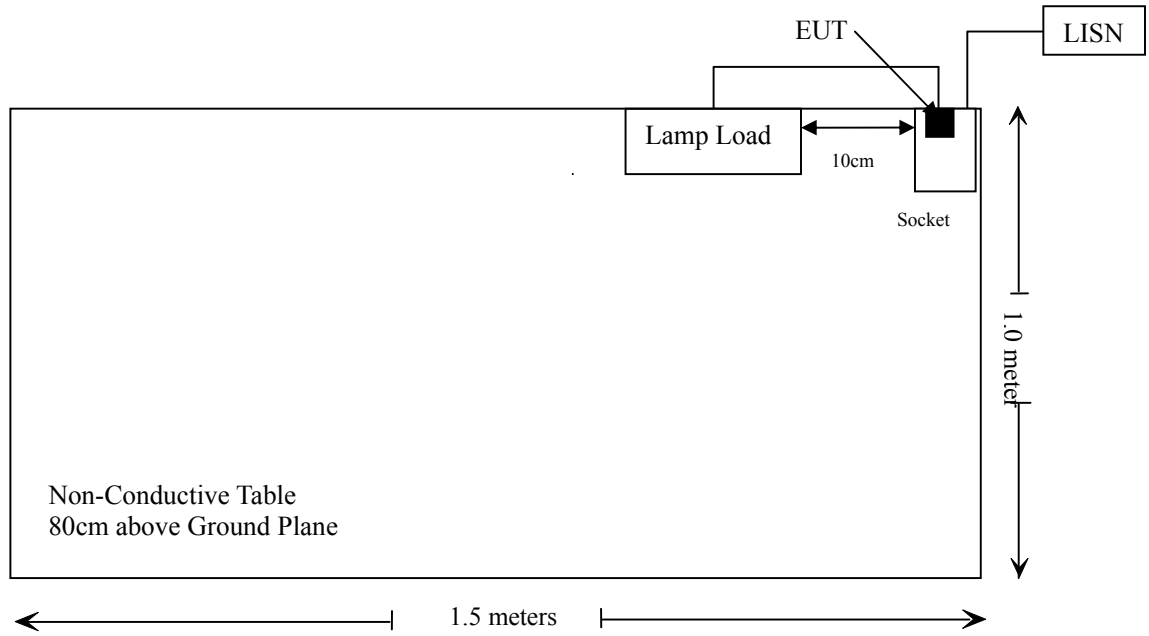 EUT
LISN
Lamp Load
10cm
Socket
1.0 meter
Non-Conductive Table
80cm above Ground Plane
1.5 meters